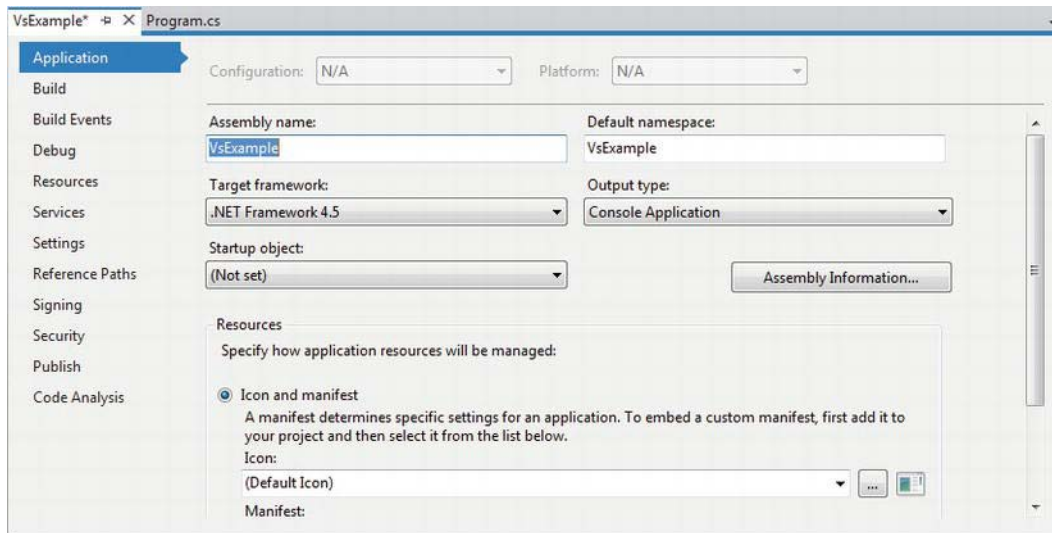 VsExample* Program.cs
Application
Build
Build Events
Debug
Resources
Services
Settings
Reference Paths
Signing
Security
Publish
Code Analysis
Configuration: N/A Platform: N/A
Assembly name: Default namespace:
VsExample VsExample
Target framework: Output type:
.NET Framework 4.5 Console Application
Startup object:
(Not set) Assembly Information...
Resources
Specify how application resources will be managed:
Icon and manifest
A manifest determines specific settings for an application. To embed a custom manifest, first add it to
your project and then select it from the list below.
Icon:
(Default Icon) ...
Manifest: